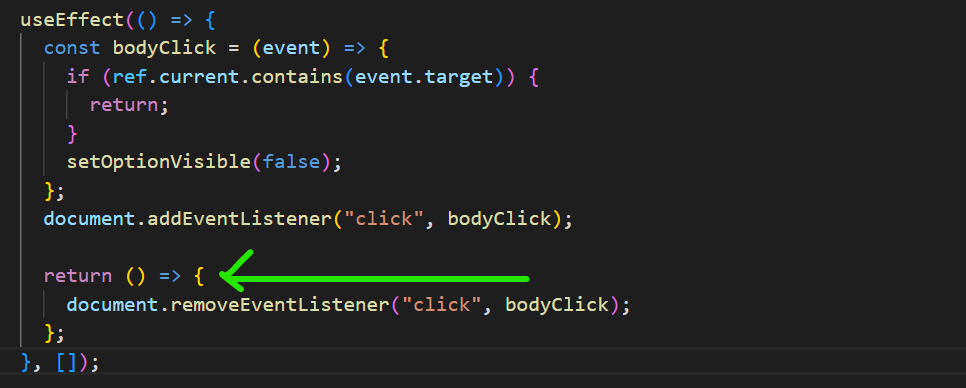 useEffect(() => {
const bodyClick = (event) => {
if (ref.current.contains(event.target)) {
return;
}
setOptionVisible(false);
};
document.addEventListener("click", bodyClick);
return () => {
document.removeEventListener("click", bodyClick);
};
}, []);